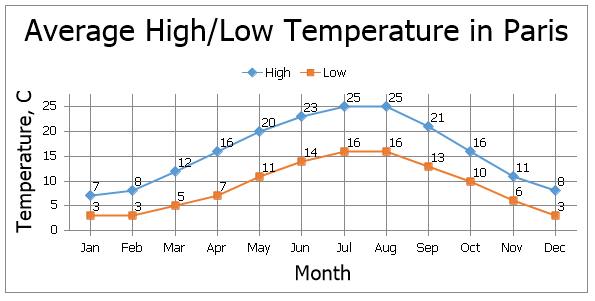 Average High/Low Temperature in Paris
High Low
Temperature, C
25
20
15
10
5
0
7 8 12 16 20 23 25 25 21 16 11 8
3 3 5 7 11 14 16 16 13 10 6 3
Jan Feb Mar Apr May Jun Jul Aug Sep Oct Nov Dec
Month